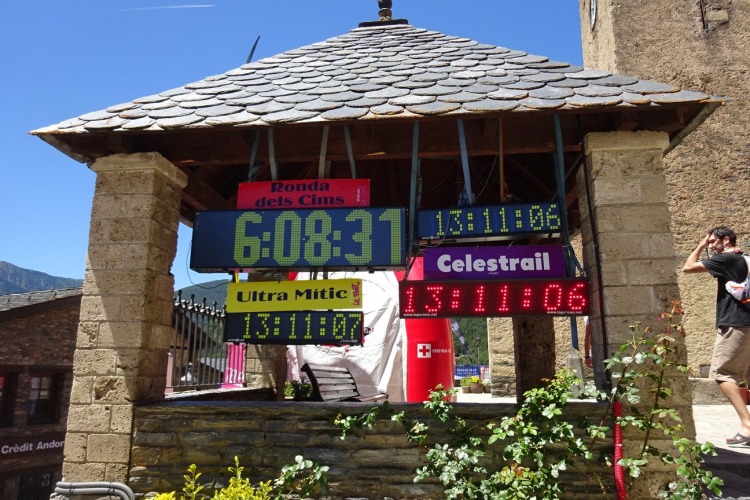 Ronda
dels Cims
6:08:31
13:11:06
Celestrail
Ultra Mitic
13:11:06
13:11:07
Crèdit Andor